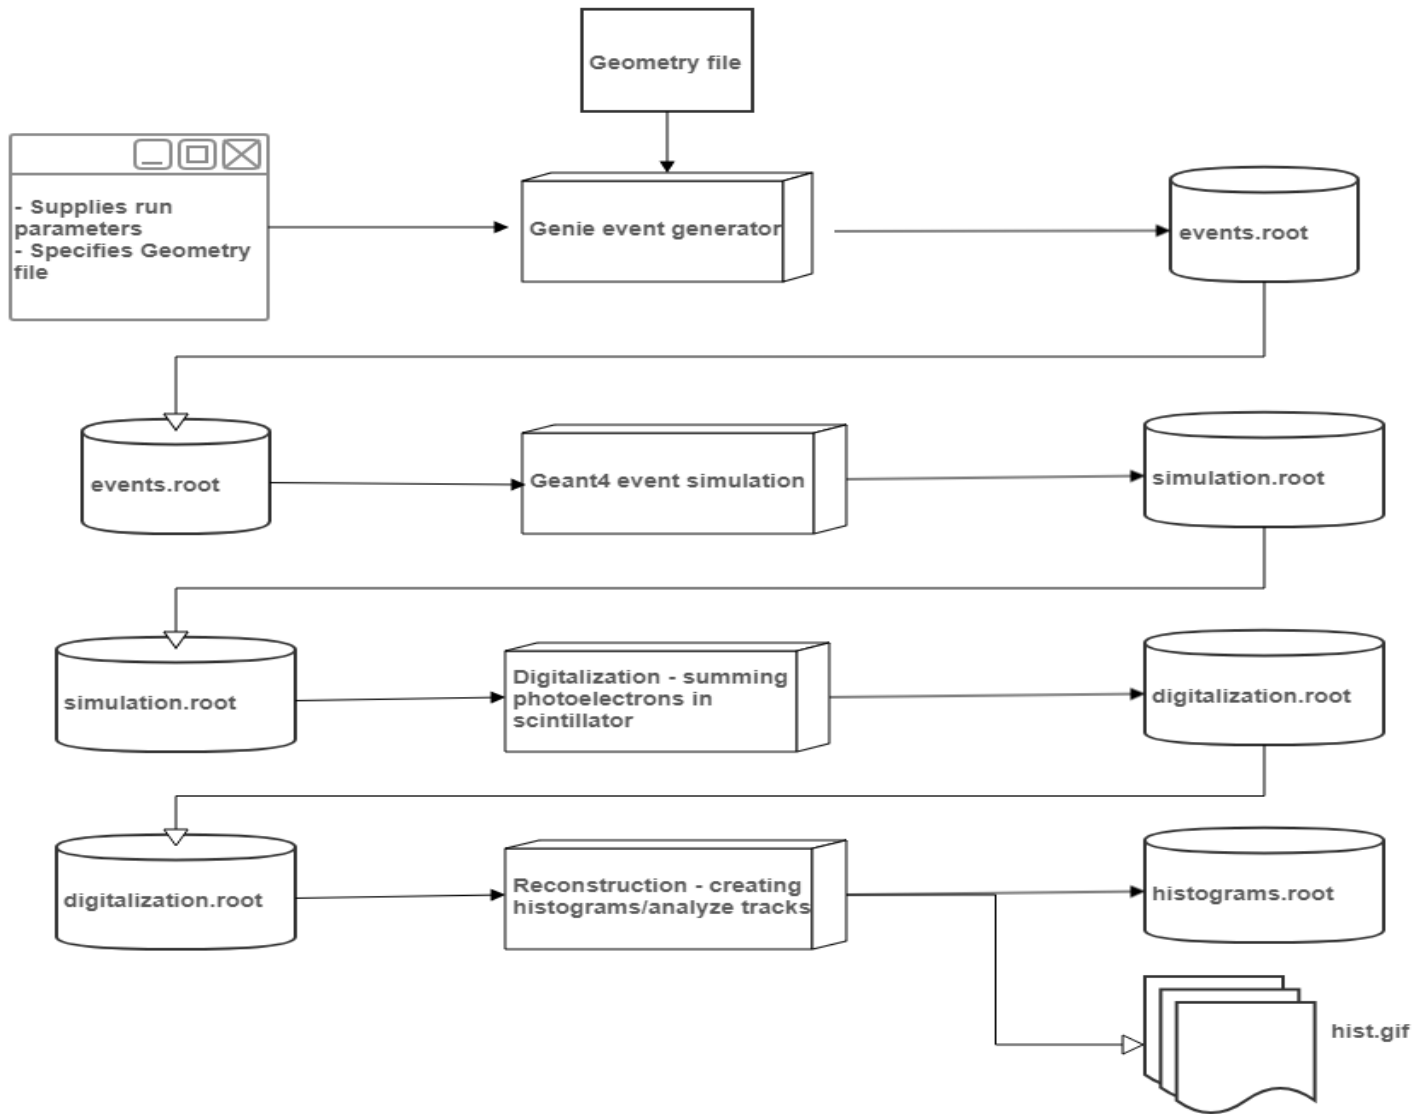 Geometry file
- Supplies run
parameters
- Specifies Geometry
file
Genie event generator
events.root
events.root
Geant4 event simulation
simulation.root
simulation.root
Digitalization - summing
photoelectrons in
scintillator
digitalization.root
digitalization.root
Reconstruction - creating
histograms/analyze tracks
histograms.root
hist.gif